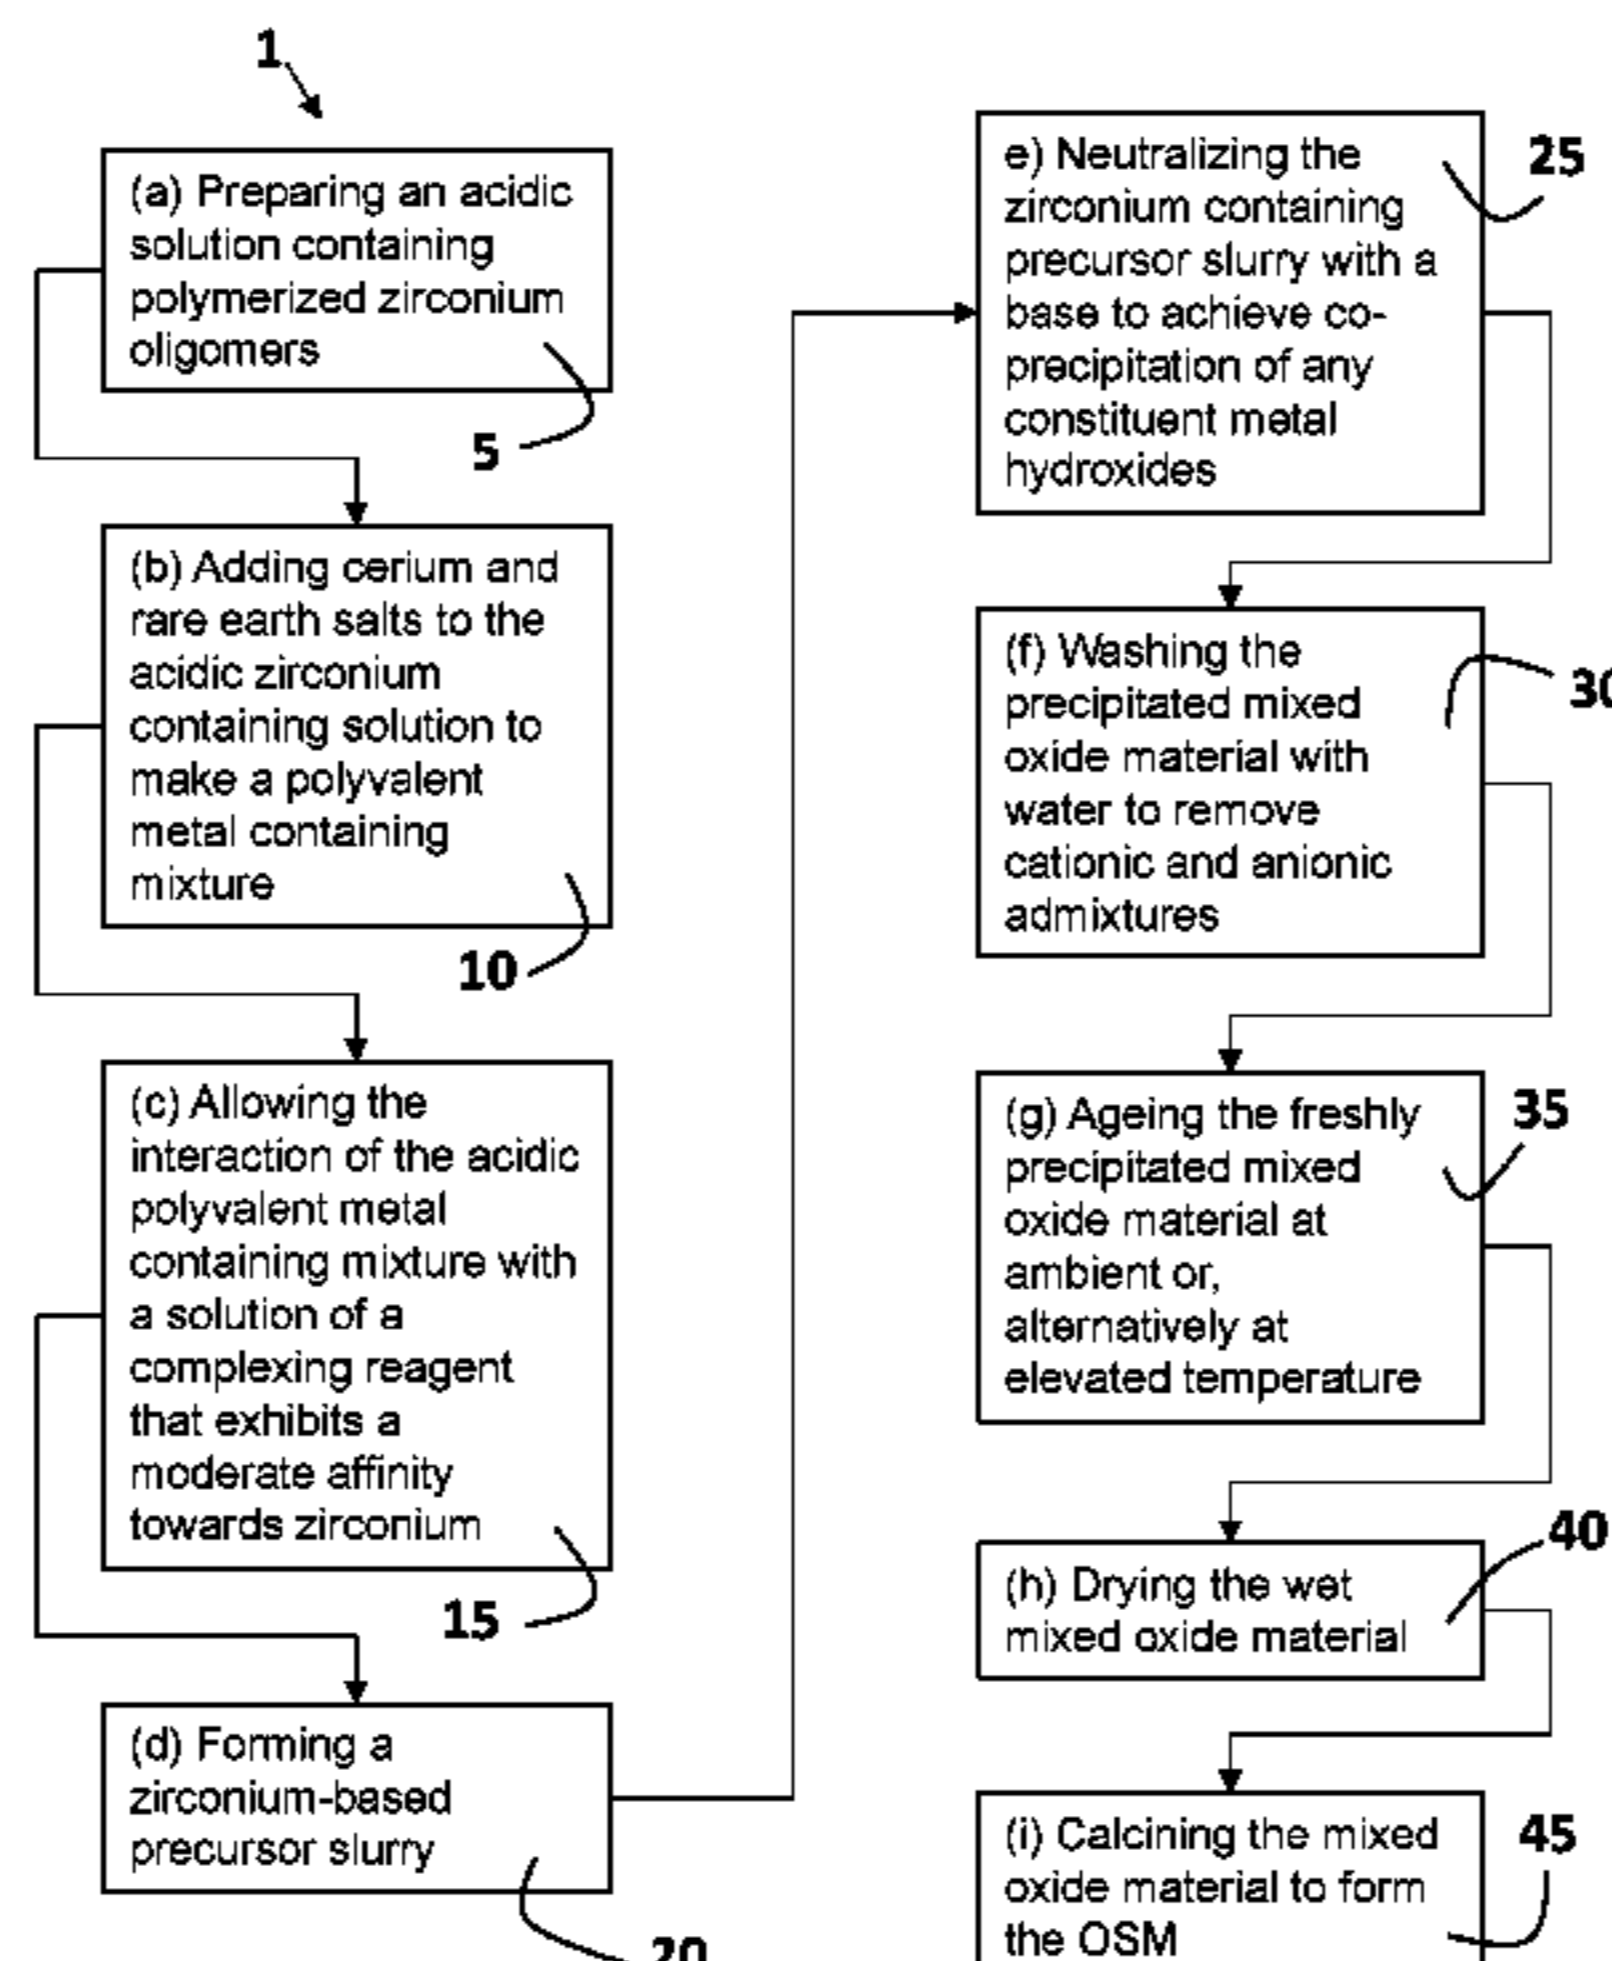 1
(a) Preparing an acidic
solution containing
polymerized zirconium
oligomers
5
(b) Adding cerium and
rare earth salts to the
acidic zirconium
containing solution to
make a polyvalent
metal containing
mixture
10
(c) Allowing the
interaction of the acidic
polyvalent metal
containing mixture with
a solution of a
complexing reagent
that exhibits a
moderate affinity
towards zirconium
15
(d) Forming a
zirconium-based
precursor slurry
20
e) Neutralizing the
zirconium containing
precursor slurry with a
base to achieve co-
precipitation of any
constituent metal
hydroxides
25
(f) Washing the
precipitated mixed
oxide material with
water to remove
cationic and anionic
admixtures
30
(g) Ageing the freshly
precipitated mixed
oxide material at
ambient or,
alternatively at
elevated temperature
35
(h) Drying the wet
mixed oxide material
40
(i) Calcining the mixed
oxide material to form
the OSM
45